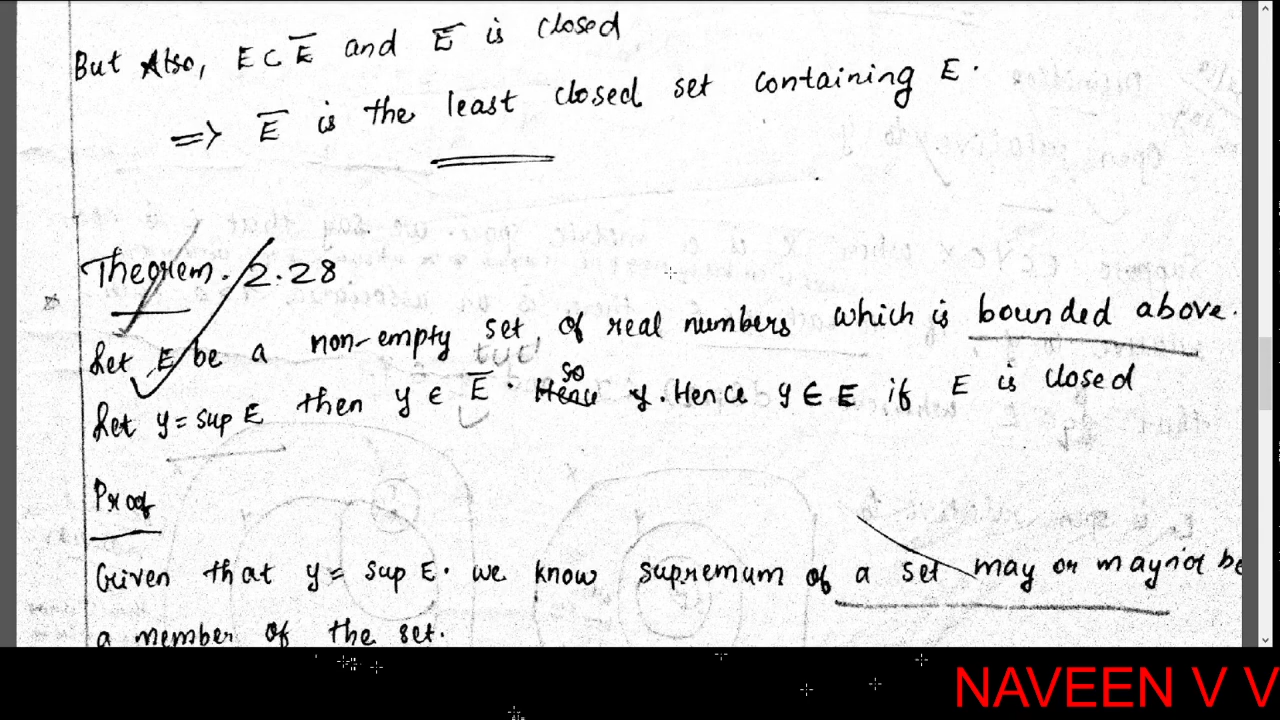 But Also, E ⊂ E̅ and E̅ is closed
⟹ E̅ is the least closed set containing E.
Theorem. 2.28
Let E be a non-empty set of real numbers which is bounded above.
Let y = sup E then y ∈ E̅. so Hence y ∈ E if E is closed
Proof
Given that y = sup E. we know supremum of a set may or may not be
a member of the set.
NAVEEN V V